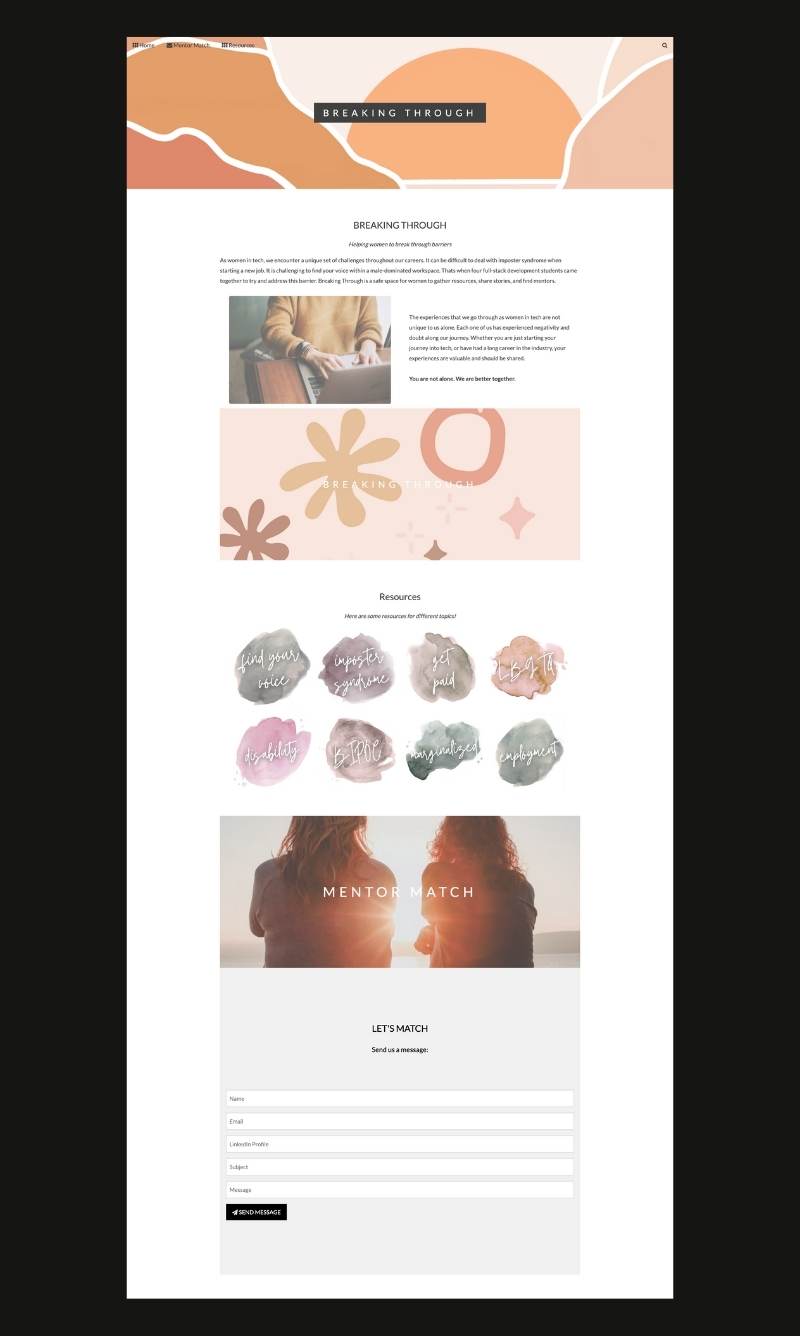 Home Mentor Match Resources
BREAKING THROUGH
BREAKING THROUGH
Helping women to break through barriers
As women in tech, we encounter a unique set of challenges throughout our careers. It can be difficult to deal with imposter syndrome when
starting a new job. It is challenging to find your voice within a male-dominated workspace. Thats when four full-stack development students came
together to try and address this barrier. Breaking Through is a safe space for women to gather resources, share stories, and find mentors.
The experiences that we go through as women in tech are not
unique to us alone. Each one of us has experienced negativity and
doubt along our journey. Whether you are just starting your
journey into tech, or have had a long career in the industry, your
experiences are valuable and should be shared.
You are not alone. We are better together.
BREAKING THROUGH
Resources
Here are some resources for different topics!
find your
voice
imposter
syndrome
get
paid
LBGTQ
disability
BIPOC
marginalized
employment
MENTOR MATCH
LET'S MATCH
Send us a message:
Name
Email
LinkedIn Profile
Subject
Message
SEND MESSAGE